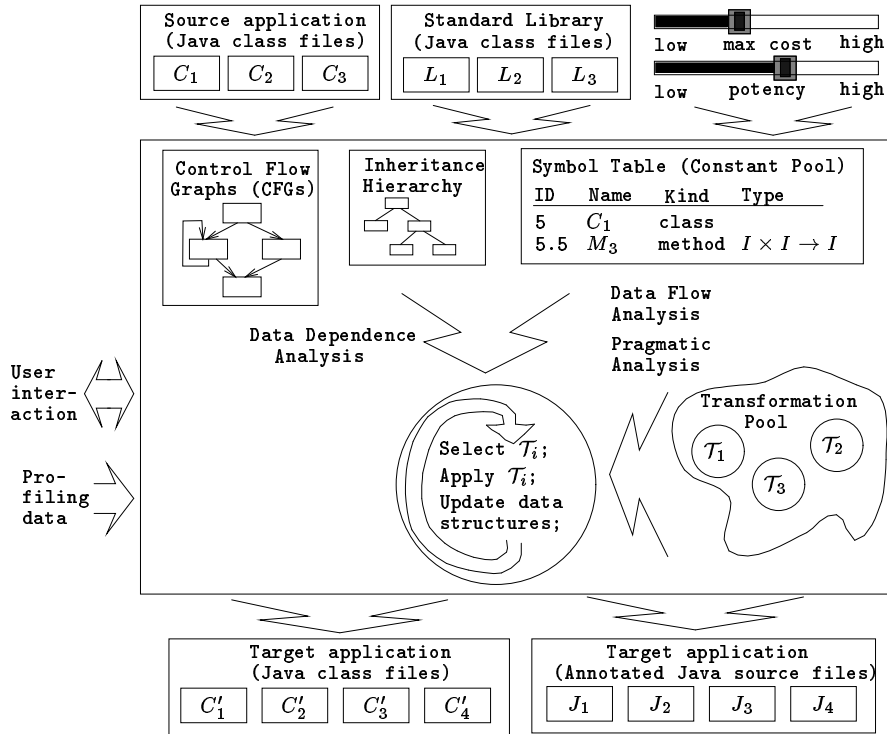 Source application
(Java class files)
C₁ C₂ C₃
Standard Library
(Java class files)
L₁ L₂ L₃
low max cost high
low potency high
Control Flow
Graphs (CFGs)
Inheritance
Hierarchy
Symbol Table (Constant Pool)
ID Name Kind Type
5 C₁ class
5.5 M₃ method I × I → I
Data Dependence
Analysis
Data Flow
Analysis
Pragmatic
Analysis
User
inter-
action
Pro-
filing
data
Select 𝒯ᵢ;
Apply 𝒯ᵢ;
Update data
structures;
Transformation
Pool
𝒯₁
𝒯₂
𝒯₃
Target application
(Java class files)
C′₁ C′₂ C′₃ C′₄
Target application
(Annotated Java source files)
J₁ J₂ J₃ J₄